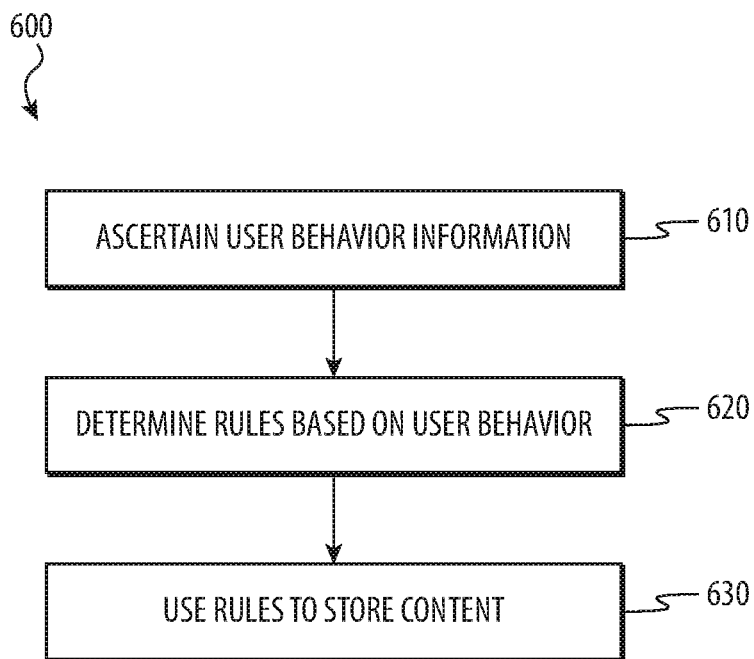 600
ASCERTAIN USER BEHAVIOR INFORMATION
610
DETERMINE RULES BASED ON USER BEHAVIOR
620
USE RULES TO STORE CONTENT
630